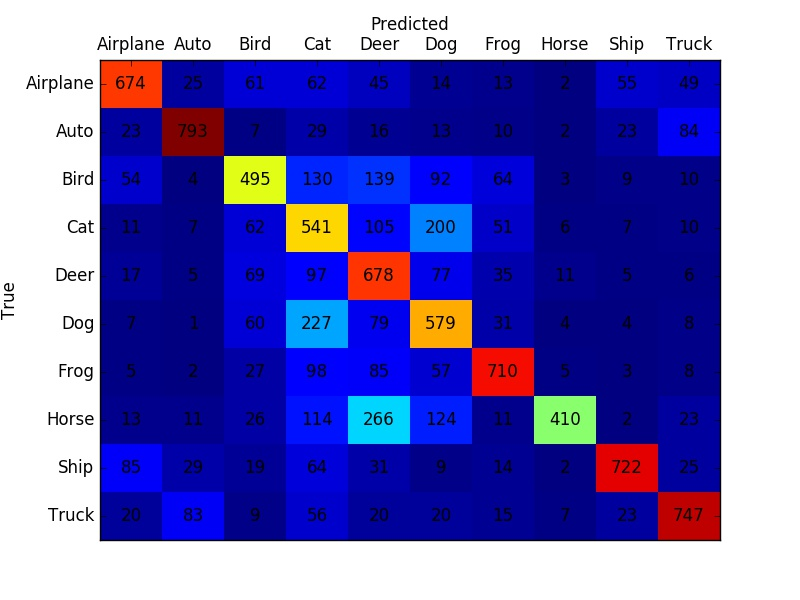 Predicted
Airplane Auto Bird Cat Deer Dog Frog Horse Ship Truck
Airplane 674 25 61 62 45 14 13 2 55 49
Auto 23 793 7 29 16 13 10 2 23 84
Bird 54 4 495 130 139 92 64 3 9 10
Cat 11 7 62 541 105 200 51 6 7 10
Deer 17 5 69 97 678 77 35 11 5 6
True
Dog 7 1 60 227 79 579 31 4 4 8
Frog 5 2 27 98 85 57 710 5 3 8
Horse 13 11 26 114 266 124 11 410 2 23
Ship 85 29 19 64 31 9 14 2 722 25
Truck 20 83 9 56 20 20 15 7 23 747